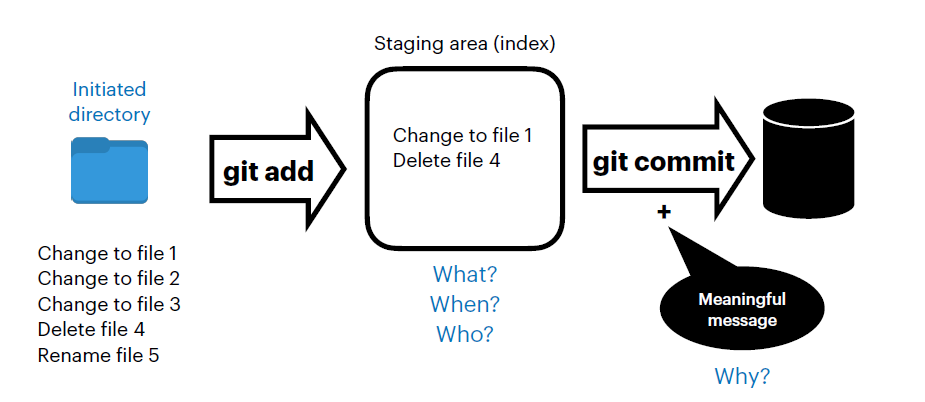 Staging area (index)
Initiated
directory
git add
Change to file 1
Delete file 4
git commit
+
Change to file 1
Change to file 2
Change to file 3
Delete file 4
Rename file 5
What?
When?
Who?
Meaningful
message
Why?